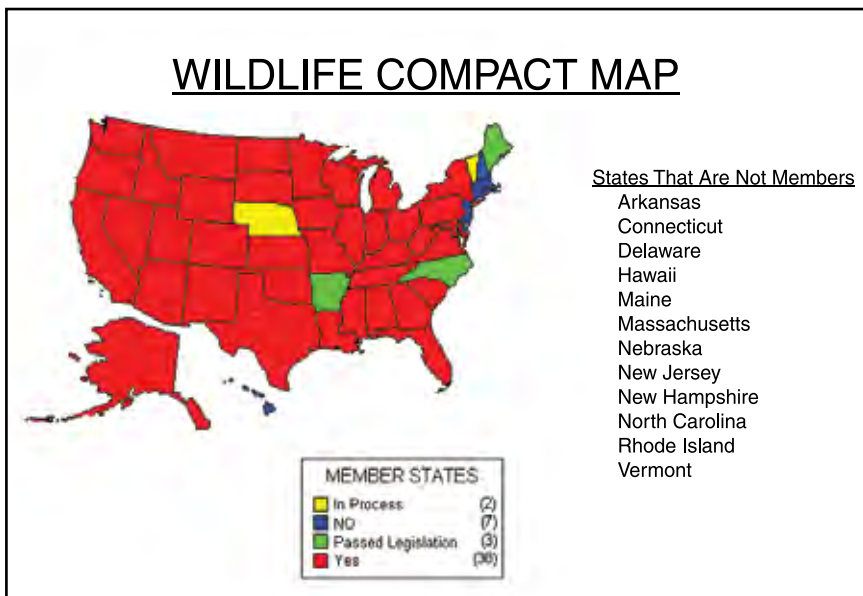 WILDLIFE COMPACT MAP
States That Are Not Members
Arkansas
Connecticut
Delaware
Hawaii
Maine
Massachusetts
Nebraska
New Jersey
New Hampshire
North Carolina
Rhode Island
Vermont
MEMBER STATES
In Process (2)
NO (7)
Passed Legislation (3)
Yes (38)